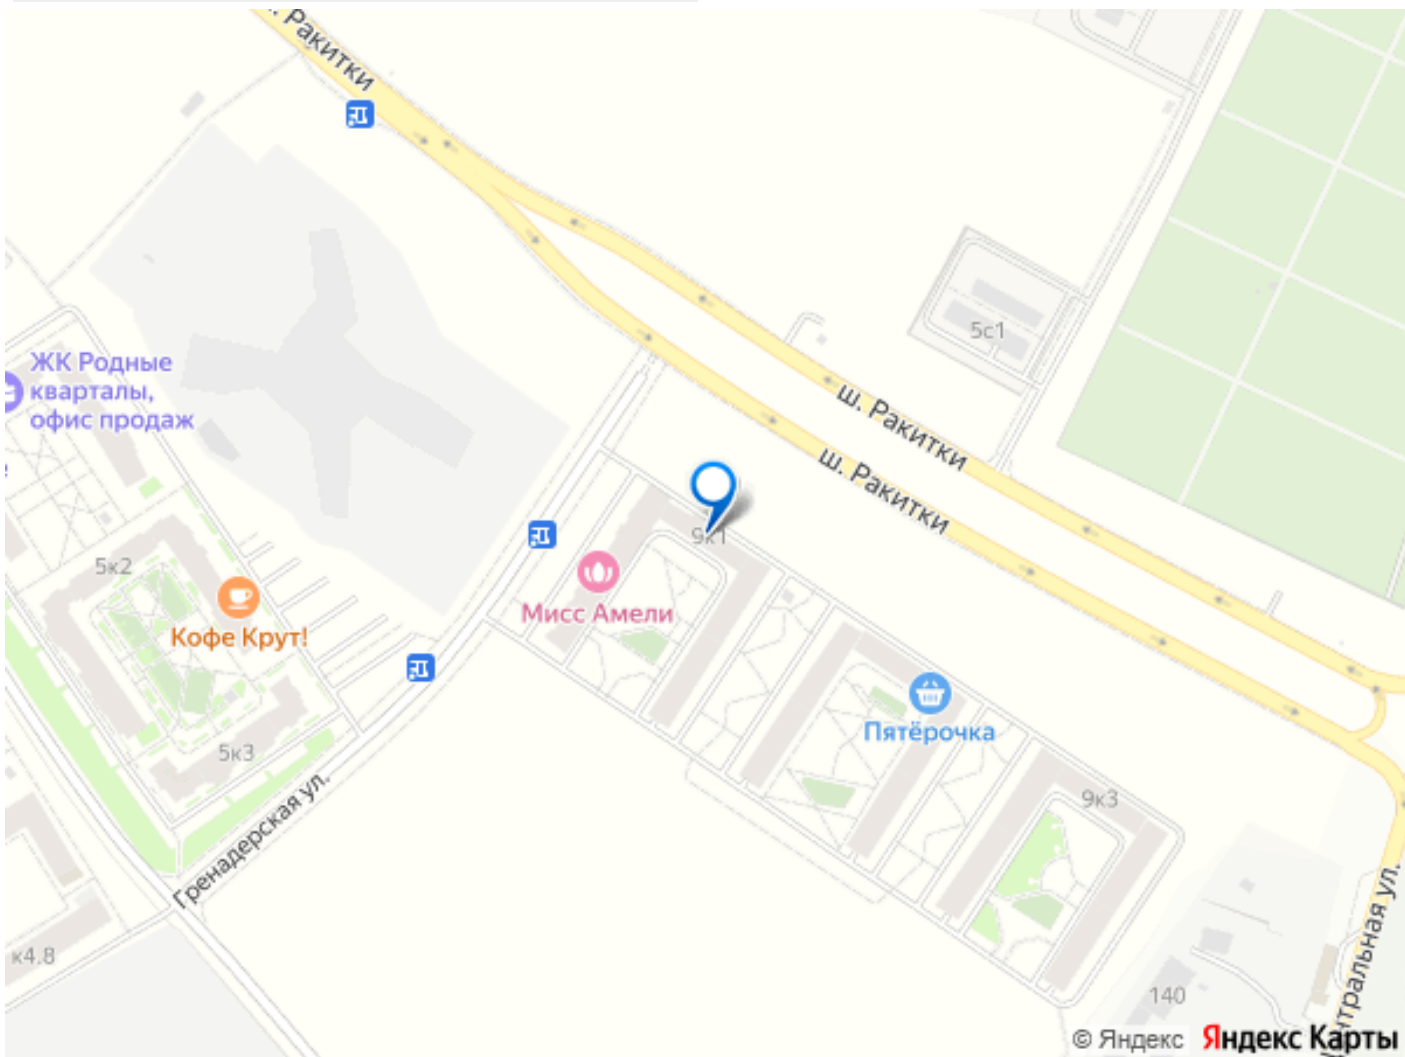 ш. Ракитки
5с1
ЖК Родные
кварталы,
офис продаж
е
ш. Ракитки
ш. Ракитки
9к1
5к2
Мисс Амели
Кофе Крут!
Пятёрочка
5к3
9к3
Гренадерская ул.
к4.8
140
нтральная ул.
© Яндекс Яндекс Карты